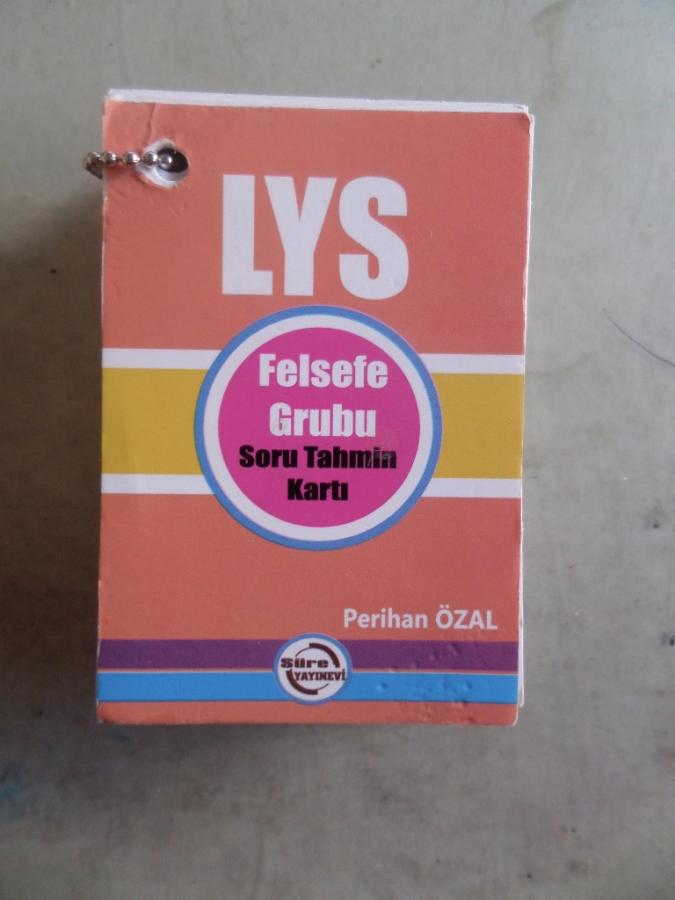 LYS
Felsefe
Grubu
Soru Tahmin
Kartı
Perihan ÖZAL
Süre
YAYINEVİ